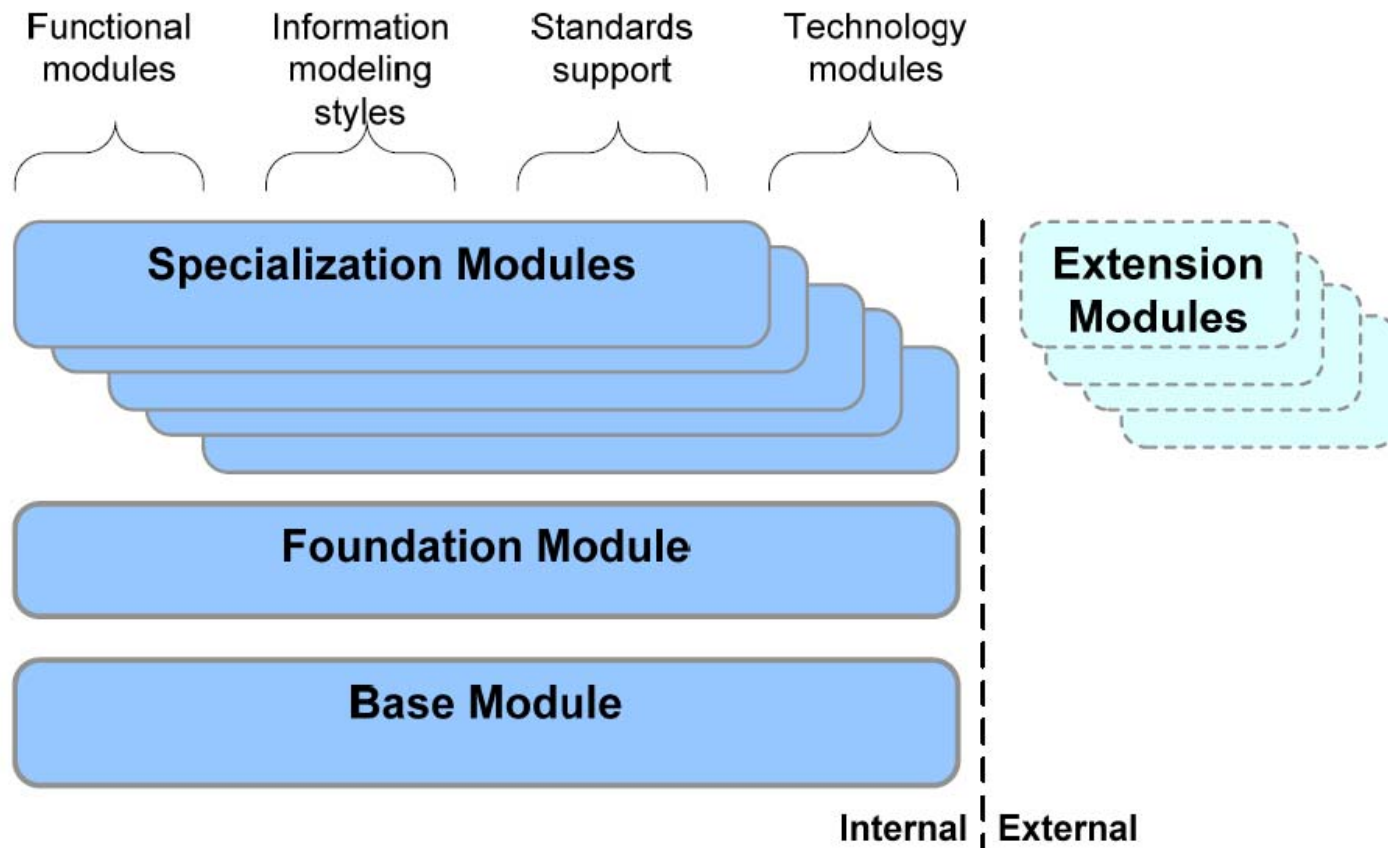 Functional
modules
Information
modeling
styles
Standards
support
Technology
modules
Specialization Modules
Extension
Modules
Foundation Module
Base Module
Internal
External